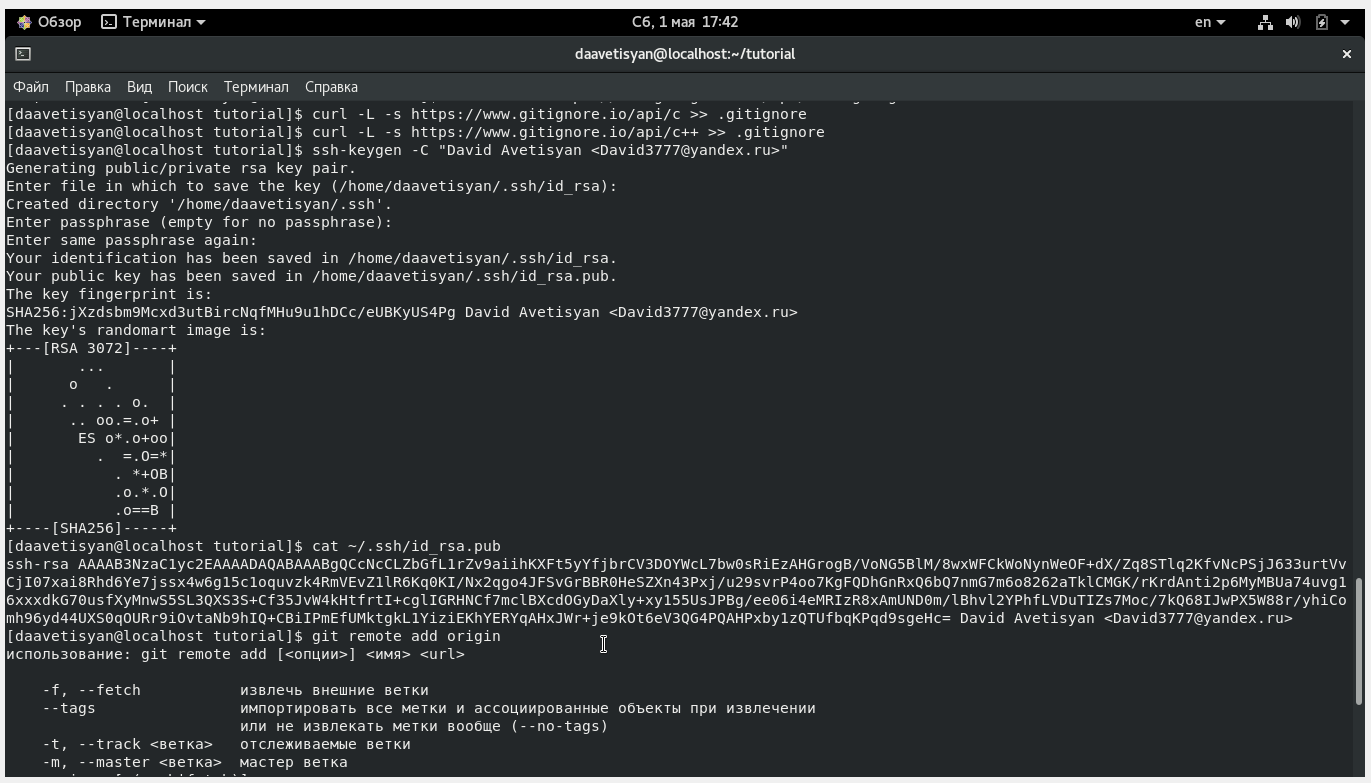 Обзор Терминал Сб, 1 мая 17:42 en
daavetisyan@localhost:~/tutorial
Файл Правка Вид Поиск Терминал Справка
[daavetisyan@localhost tutorial]$ curl -L -s https://www.gitignore.io/api/c >> .gitignore
[daavetisyan@localhost tutorial]$ curl -L -s https://www.gitignore.io/api/c++ >> .gitignore
[daavetisyan@localhost tutorial]$ ssh-keygen -C "David Avetisyan <David3777@yandex.ru>"
Generating public/private rsa key pair.
Enter file in which to save the key (/home/daavetisyan/.ssh/id_rsa):
Created directory '/home/daavetisyan/.ssh'.
Enter passphrase (empty for no passphrase):
Enter same passphrase again:
Your identification has been saved in /home/daavetisyan/.ssh/id_rsa.
Your public key has been saved in /home/daavetisyan/.ssh/id_rsa.pub.
The key fingerprint is:
SHA256:jXzdsbm9Mcxd3utBircNqfMHu9u1hDCc/eUBKyUS4Pg David Avetisyan <David3777@yandex.ru>
The key's randomart image is:
+---[RSA 3072]----+
|       ...       |
|      o   .      |
|     . . . . o.  |
|      .. oo.=.o+ |
|       ES o*.o+oo|
|         .  =.O=*|
|           . *+OB|
|           .o.*.O|
|           .o==B |
+----[SHA256]-----+
[daavetisyan@localhost tutorial]$ cat ~/.ssh/id_rsa.pub
ssh-rsa AAAAB3NzaC1yc2EAAAADAQABAAABgQCcNcCLZbGfL1rZv9aiihKXFt5yYfjbrCV3DOYWcL7bw0sRiEzAHGrogB/VoNG5BlM/8wxWFCkWoNynWeOF+dX/Zq8STlq2KfvNcPSjJ633urtVv
CjI07xai8Rhd6Ye7jssx4w6g15c1oquvzk4RmVEvZ1lR6Kq0KI/Nx2qgo4JFSvGrBBR0HeSZXn43Pxj/u29svrP4oo7KgFQDhGnRxQ6bQ7nmG7m6o8262aTklCMGK/rKrdAnti2p6MyMBUa74uvg1
6xxxdkG70usfXyMnwS5SL3QXS3S+Cf35JvW4kHtfrtI+cglIGRHNCf7mclBXcdOGyDaXly+xy155UsJPBg/ee06i4eMRIzR8xAmUND0m/lBhvl2YPhfLVDuTIZs7Moc/7kQ68IJwPX5W88r/yhiCo
mh96yd44UXS0qOURr9iOvtaNb9hIQ+CBiIPmEfUMktgkL1YiziEKhYERYqAHxJWr+je9kOt6eV3QG4PQAHPxby1zQTUfbqKPqd9sgeHc= David Avetisyan <David3777@yandex.ru>
[daavetisyan@localhost tutorial]$ git remote add origin
использование: git remote add [<опции>] <имя> <url>
-f, --fetch извлечь внешние ветки
--tags импортировать все метки и ассоциированные объекты при извлечении
или не извлекать метки вообще (--no-tags)
-t, --track <ветка> отслеживаемые ветки
-m, --master <ветка> мастер ветка